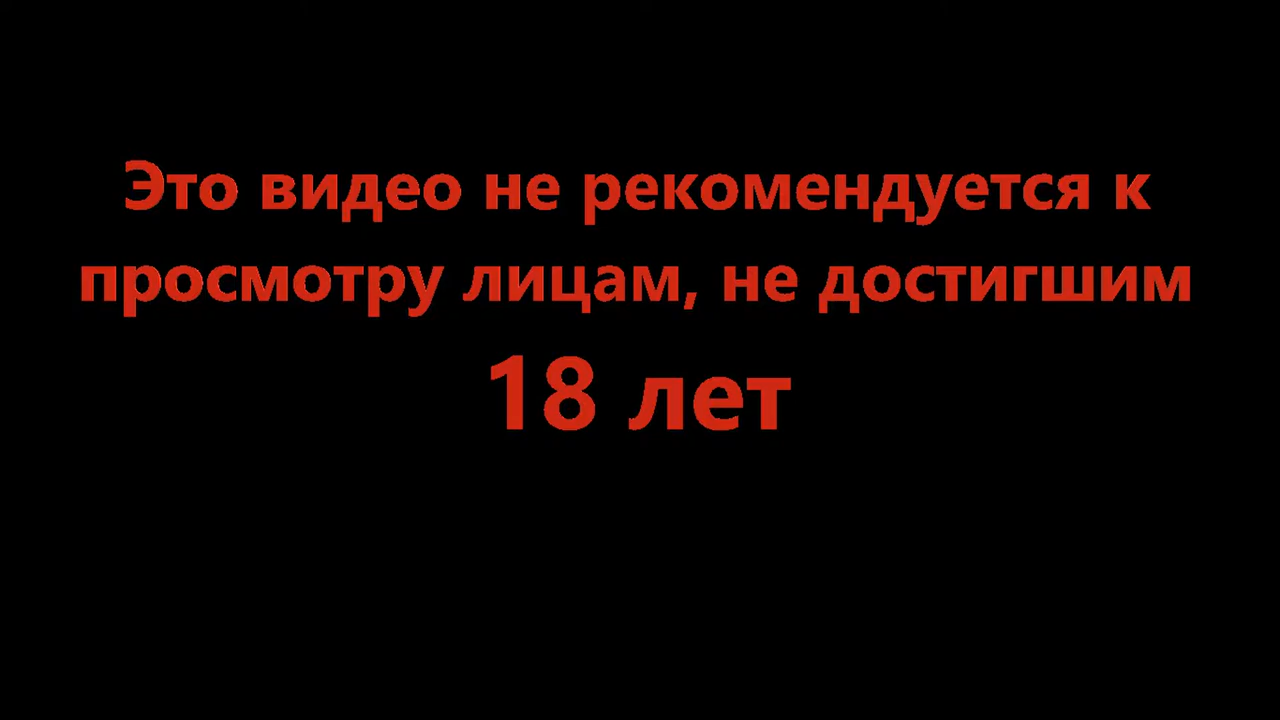 Это видео не рекомендуется к
просмотру лицам, не достигшим
18 лет